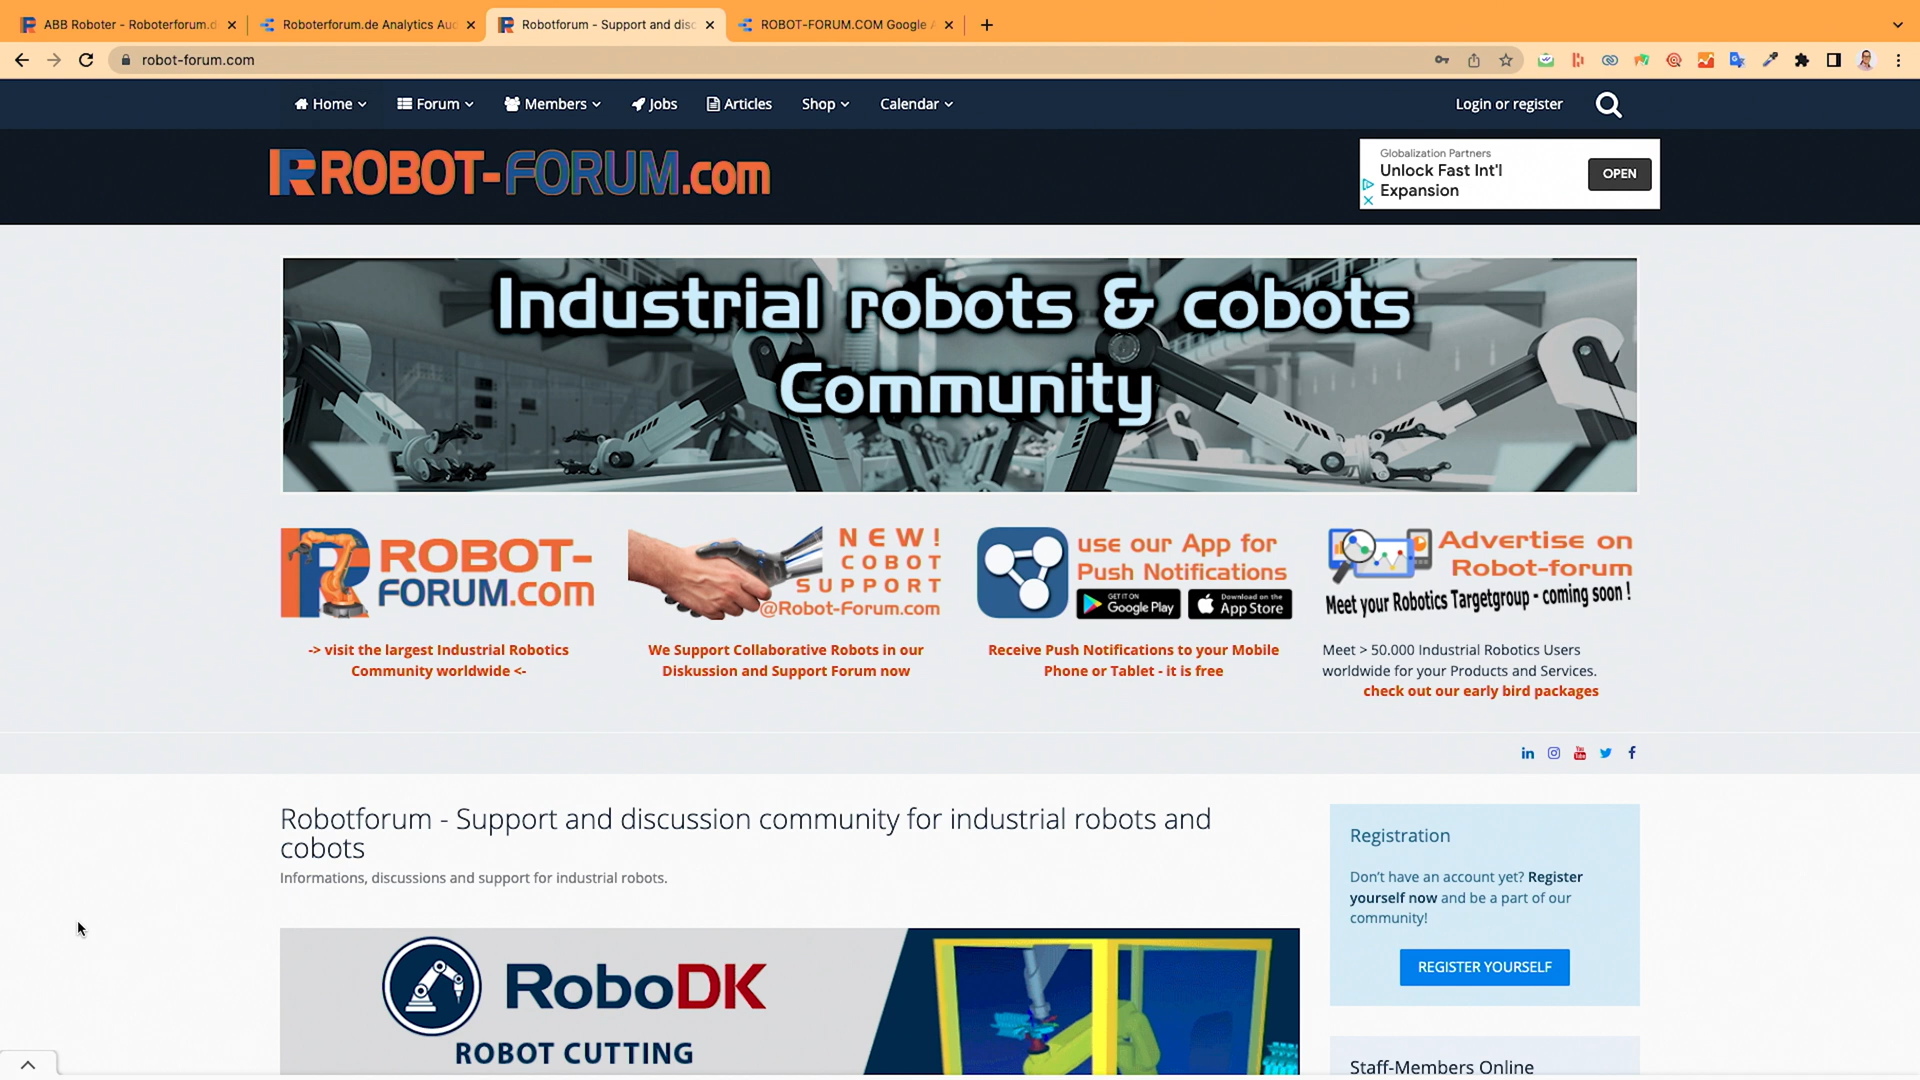 ABB Roboter - Roboterforum.d
Roboterforum.de Analytics Auc
Robotforum - Support and disc
ROBOT-FORUM.COM Google A
robot-forum.com
Home Forum Members Jobs Articles Shop Calendar Login or register
ROBOT-FORUM.com
Globalization Partners
Unlock Fast Int'l
Expansion
OPEN
Industrial robots & cobots
Community
ROBOT-
FORUM.com
NEW!
COBOT
SUPPORT
@Robot-Forum.com
use our App for
Push Notifications
GET IT ON
Google Play
Download on the
App Store
Advertise on
Robot-forum
Meet your Robotics Targetgroup - coming soon !
-> visit the largest Industrial Robotics
Community worldwide <-
We Support Collaborative Robots in our
Diskussion and Support Forum now
Receive Push Notifications to your Mobile
Phone or Tablet - it is free
Meet > 50.000 Industrial Robotics Users
worldwide for your Products and Services.
check out our early bird packages
Robotforum - Support and discussion community for industrial robots and
cobots
Informations, discussions and support for industrial robots.
RoboDK
ROBOT CUTTING
Registration
Don't have an account yet? Register
yourself now and be a part of our
community!
REGISTER YOURSELF
Staff-Members Online